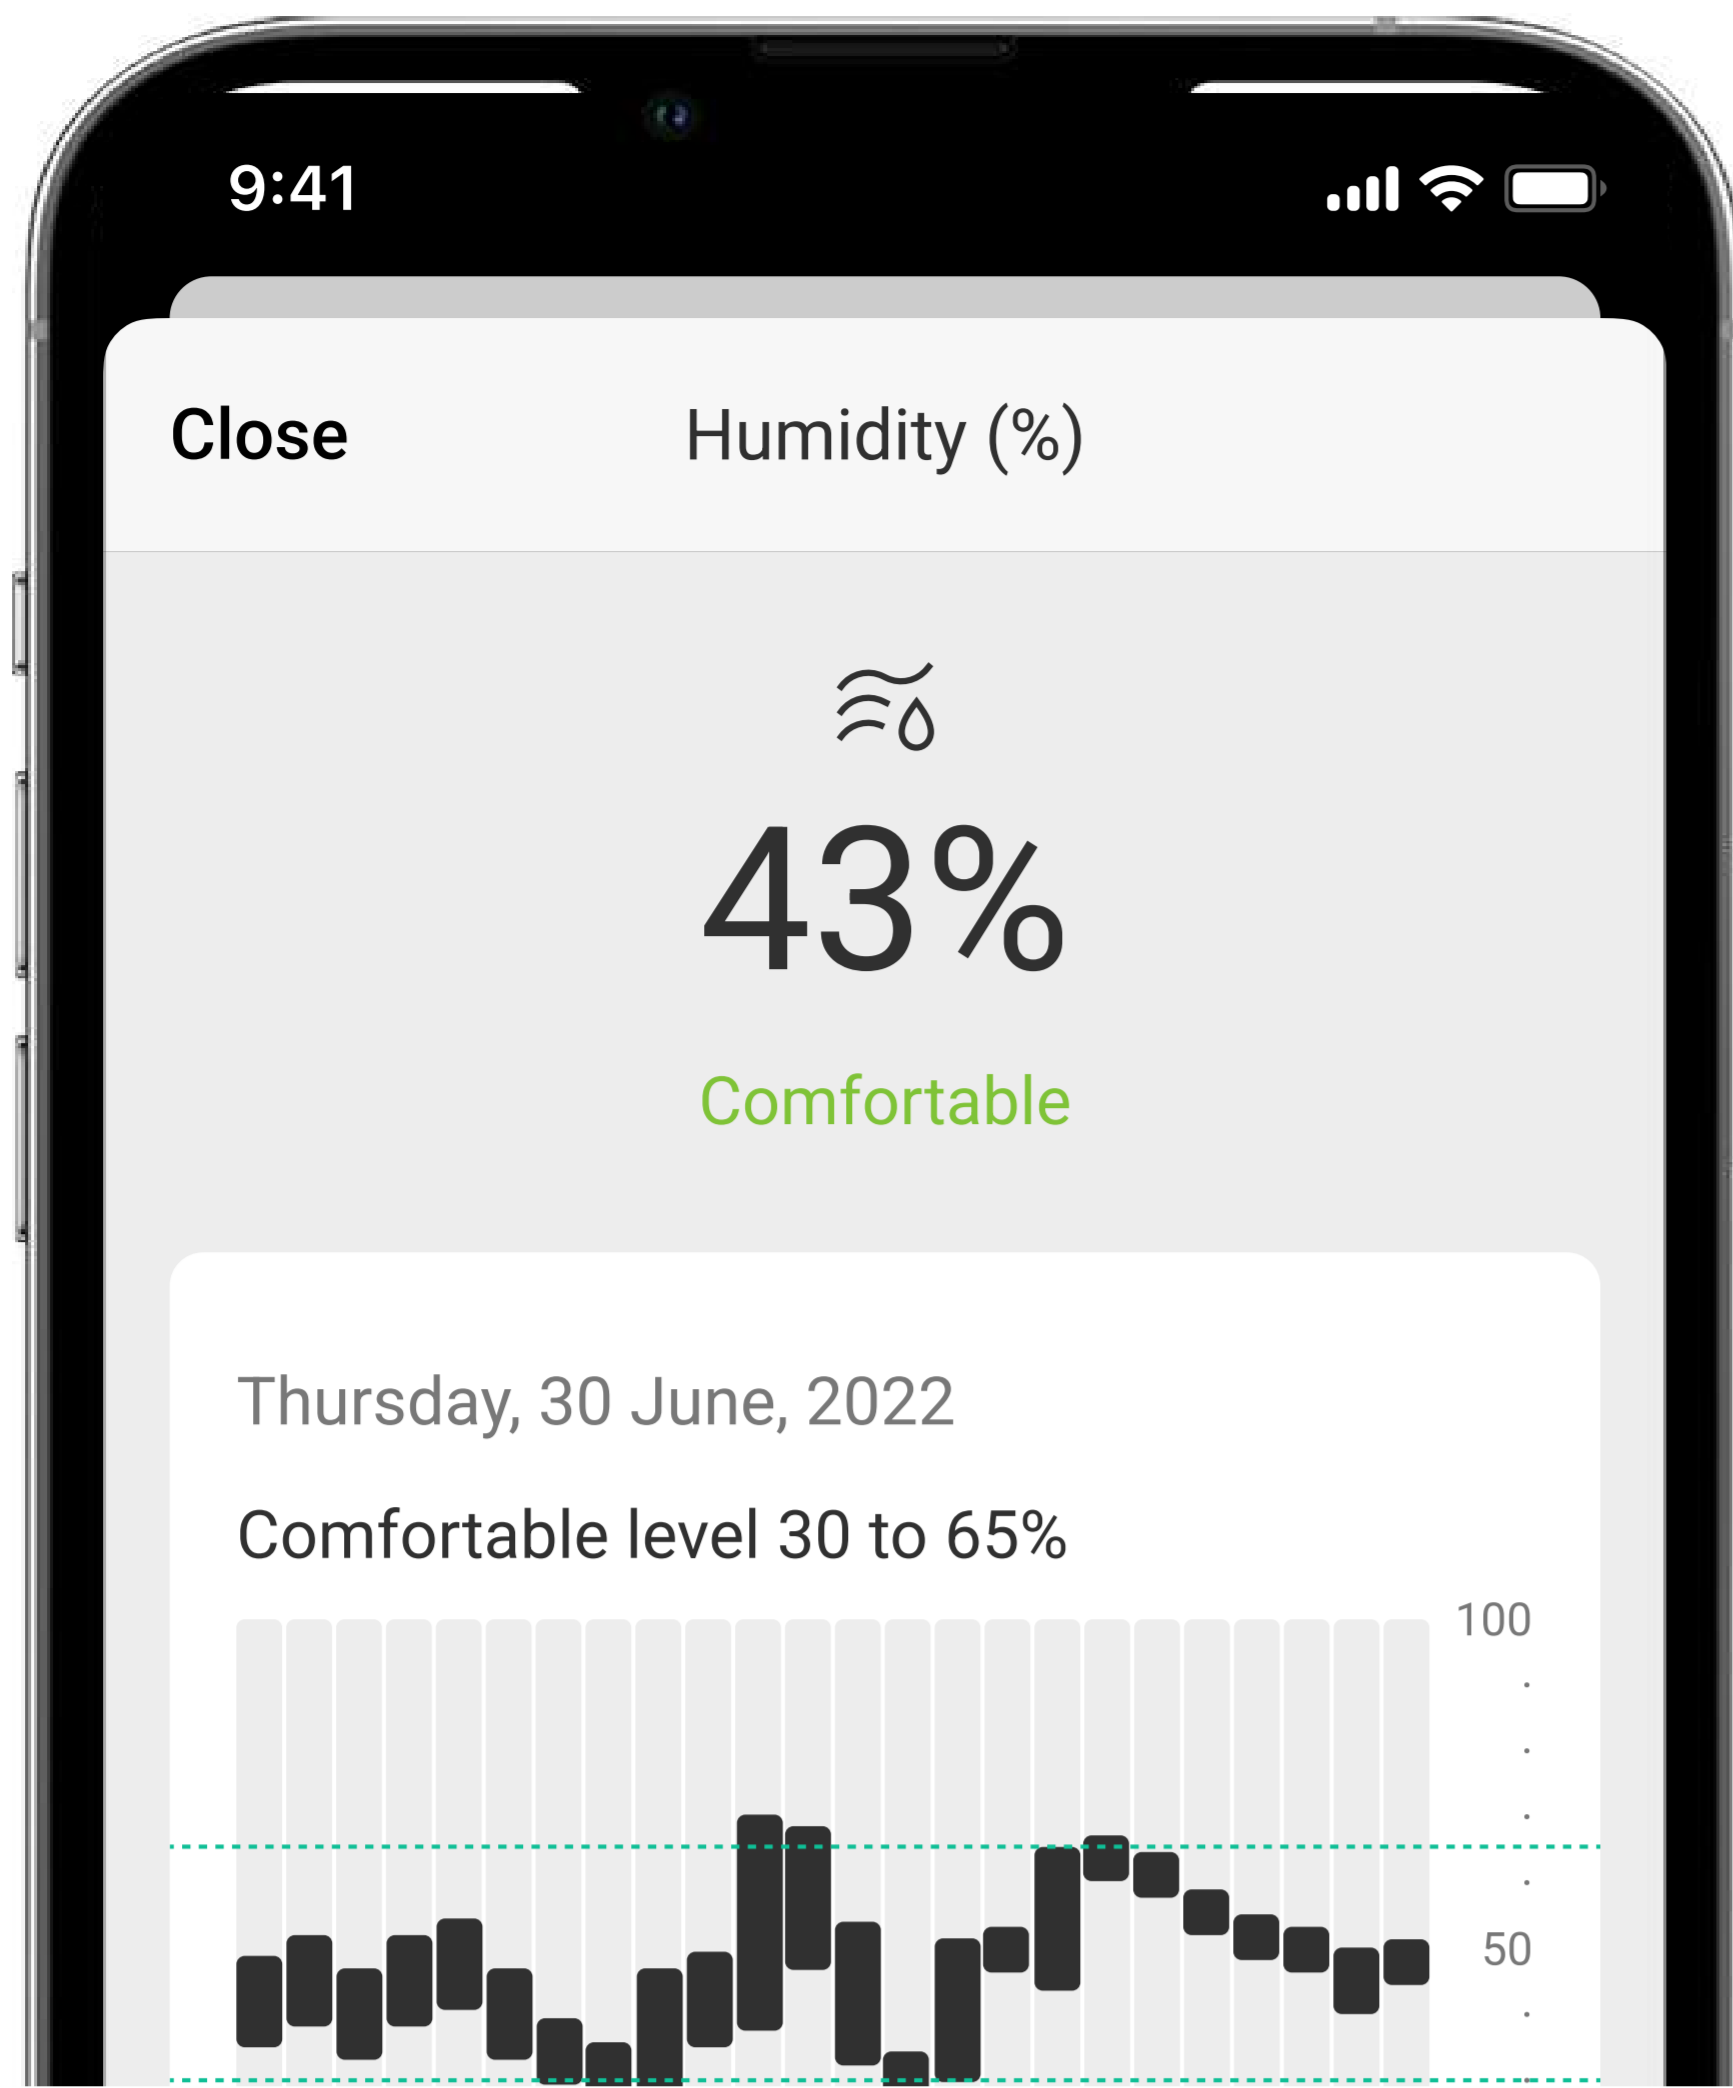 9:41
Close Humidity (%)
43%
Comfortable
Thursday, 30 June, 2022
Comfortable level 30 to 65%
100
50